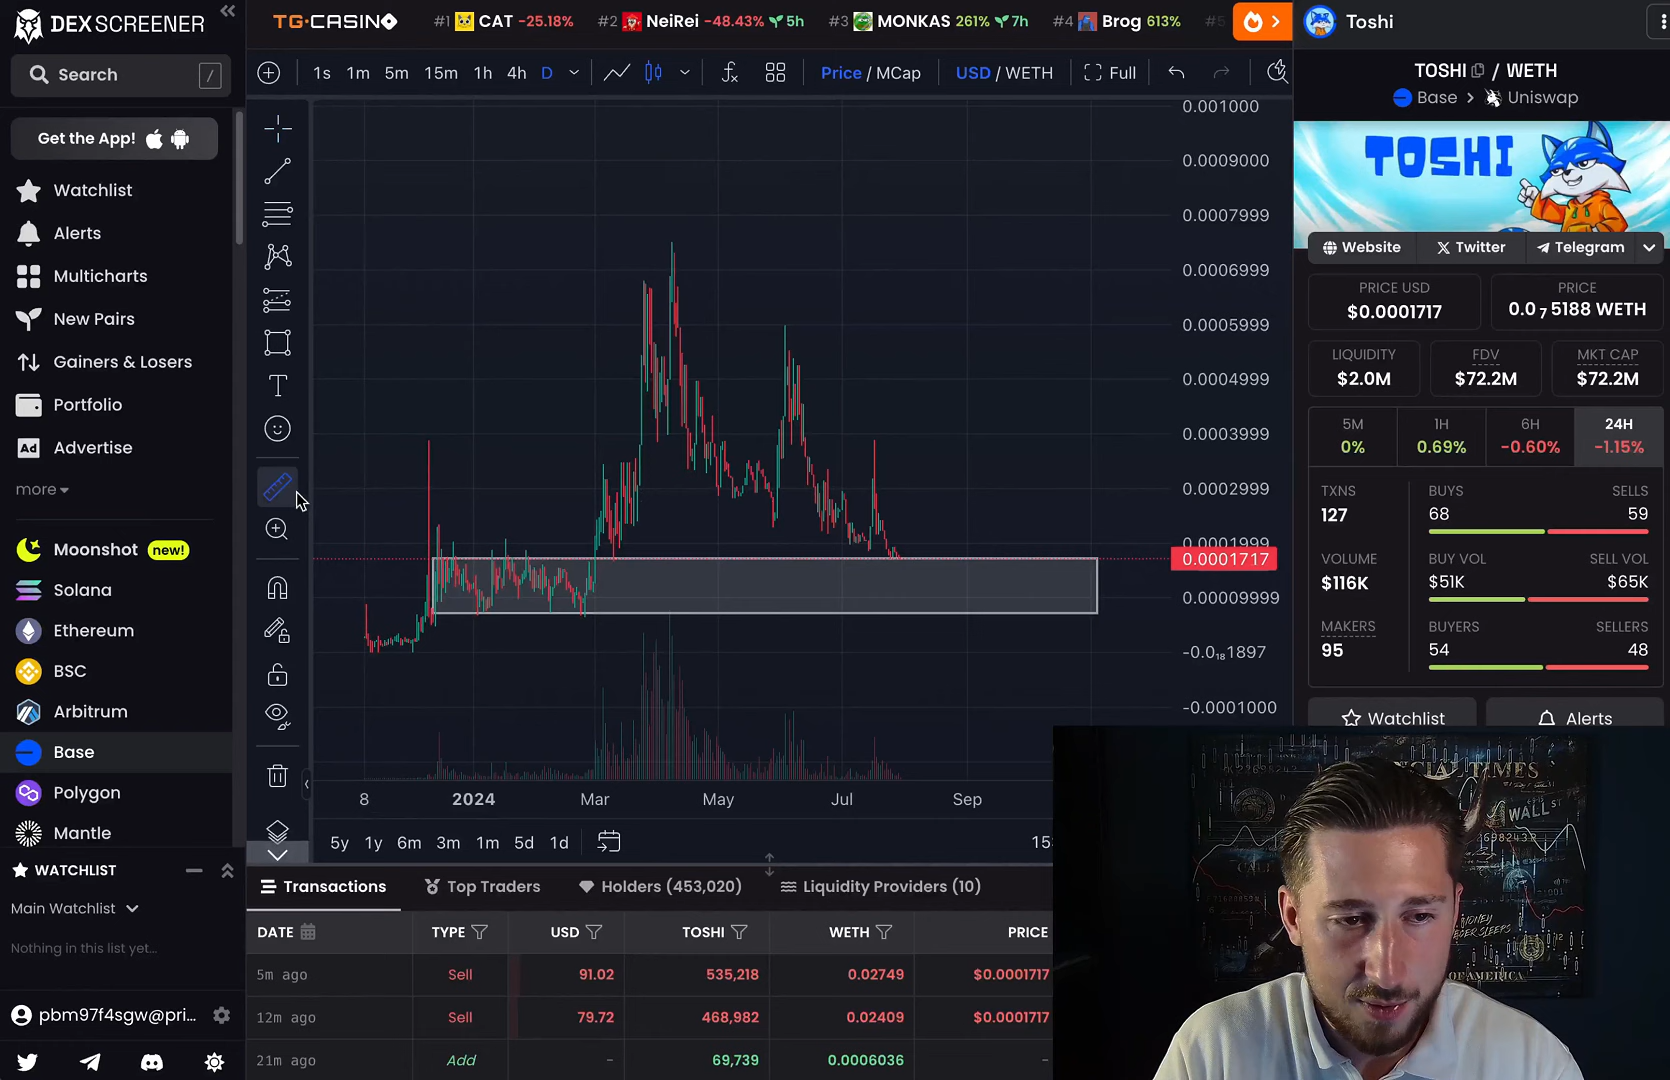 DEX SCREENER
Search
/
Get the App!
Watchlist
Alerts
Multicharts
New Pairs
Gainers & Losers
Portfolio
Ad
Advertise
more
Moonshot new!
Solana
Ethereum
BSC
Arbitrum
Base
Polygon
Mantle
WATCHLIST
Main Watchlist
Nothing in this list yet...
pbm97f4sgw@pri...
TG.CASINO
#1 CAT -25.18%
#2 NeiRei -48.43% 5h
#3 MONKAS 261% 7h
#4 Brog 613%
#5
1s 1m 5m 15m 1h 4h D
Price / MCap
USD / WETH
Full
0.001000
0.0009000
0.0007999
0.0006999
0.0005999
0.0004999
0.0003999
0.0002999
0.0001999
0.0001717
0.00009999
-0.0₁₈1897
-0.0001000
8 2024 Mar May Jul Sep
5y 1y 6m 3m 1m 5d 1d
Transactions
Top Traders
Holders (453,020)
Liquidity Providers (10)
DATE TYPE USD TOSHI WETH PRICE
5m ago Sell 91.02 535,218 0.02749 $0.0001717
12m ago Sell 79.72 468,982 0.02409 $0.0001717
21m ago Add - 69,739 0.0006036 -
Toshi
TOSHI / WETH
Base > Uniswap
TOSHI
Website
Twitter
Telegram
PRICE USD
$0.0001717
PRICE
0.0₇5188 WETH
LIQUIDITY
$2.0M
FDV
$72.2M
MKT CAP
$72.2M
5M
0%
1H
0.69%
6H
-0.60%
24H
-1.15%
TXNS
127
BUYS
68
SELLS
59
VOLUME
$116K
BUY VOL
$51K
SELL VOL
$65K
MAKERS
95
BUYERS
54
SELLERS
48
Watchlist
Alerts
TIMES
WALL
MONEY
NEVER SLEEPS
OF AMERICA